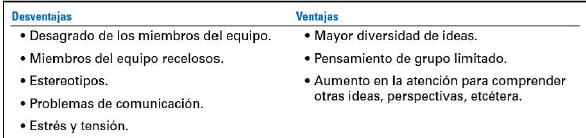 Desventajas
• Desagrado de los miembros del equipo.
• Miembros del equipo recelosos.
• Estereotipos.
• Problemas de comunicación.
• Estrés y tensión.
Ventajas
• Mayor diversidad de ideas.
• Pensamiento de grupo limitado.
• Aumento en la atención para comprender
otras ideas, perspectivas, etcétera.